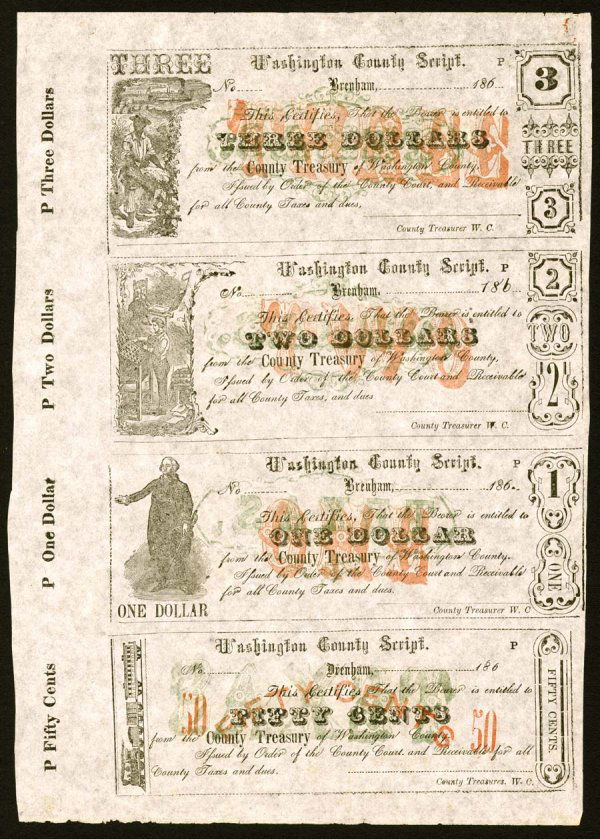 P Three Dollars
THREE
Washington County Script. P
No Brenham, 186
This Certifies, That the Bearer is entitled to
THREE DOLLARS
from the County Treasury of Washington County.
Issued by Order of the County Court, and Receivable
for all County Taxes and dues,
County Treasurer W. C.
3
THREE
3
P Two Dollars
Washington County Script. P
No. Brenham, 186
This Certifies, That the Bearer is entitled to
TWO DOLLARS
from the County Treasury of Washington County.
Issued by Order of the County Court and Receivable
for all County Taxes, and dues
County Treasurer W. C.
2
TWO
2
P One Dollar
Washington County Script. P
No Brenham, 186
This Certifies, That the Bearer is entitled to
ONE DOLLAR
from the County Treasury of Washington County.
Issued by Order of the County Court and Receivable
for all County Taxes and dues.
County Treasurer W. C
ONE DOLLAR
1
ONE
P Fifty Cents
Washington County Script. P
No. Brenham, 186
This Certifies, That the Bearer is entitled to
50 FIFTY CENTS 50
from the County Treasury of Washington County
Issued by Order of the County Court. and Receivable for all
County Taxes and dues.
County Treasurer, W. C.
FIFTY CENTS.